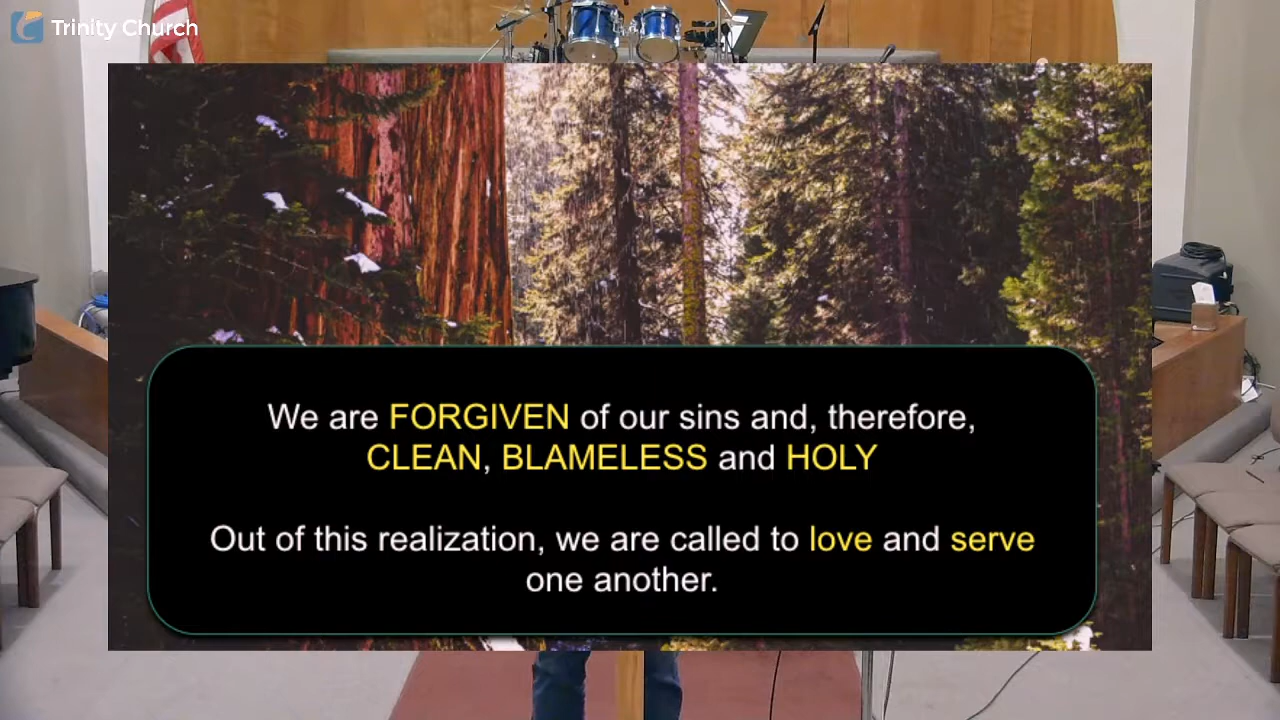 Trinity Church
We are FORGIVEN of our sins and, therefore,
CLEAN, BLAMELESS and HOLY
Out of this realization, we are called to love and serve
one another.